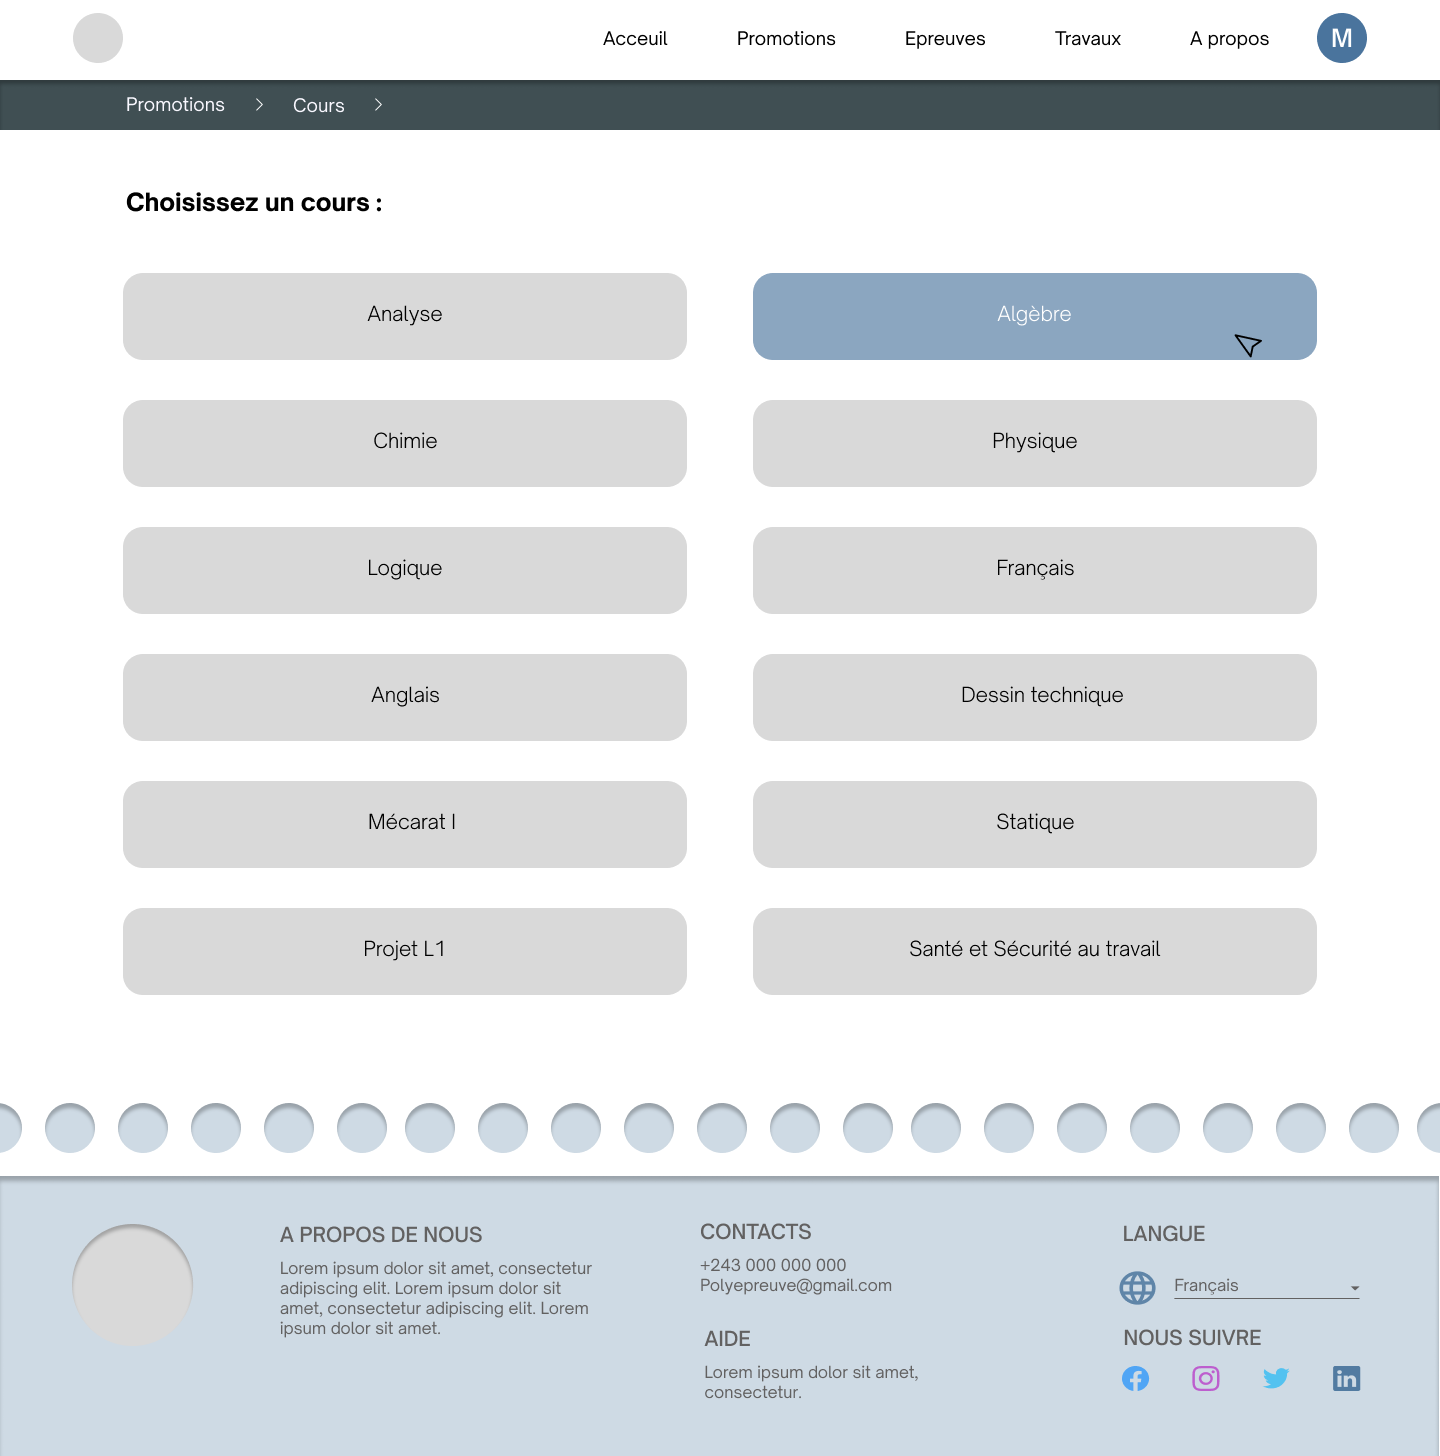 Acceuil Promotions Epreuves Travaux A propos M
Promotions > Cours >
Choisissez un cours :
Analyse
Algèbre
Chimie
Physique
Logique
Français
Anglais
Dessin technique
Mécarat I
Statique
Projet L1
Santé et Sécurité au travail
A PROPOS DE NOUS
Lorem ipsum dolor sit amet, consectetur
adipiscing elit. Lorem ipsum dolor sit
amet, consectetur adipiscing elit. Lorem
ipsum dolor sit amet.
CONTACTS
+243 000 000 000
Polyepreuve@gmail.com
AIDE
Lorem ipsum dolor sit amet,
consectetur.
LANGUE
Français
NOUS SUIVRE